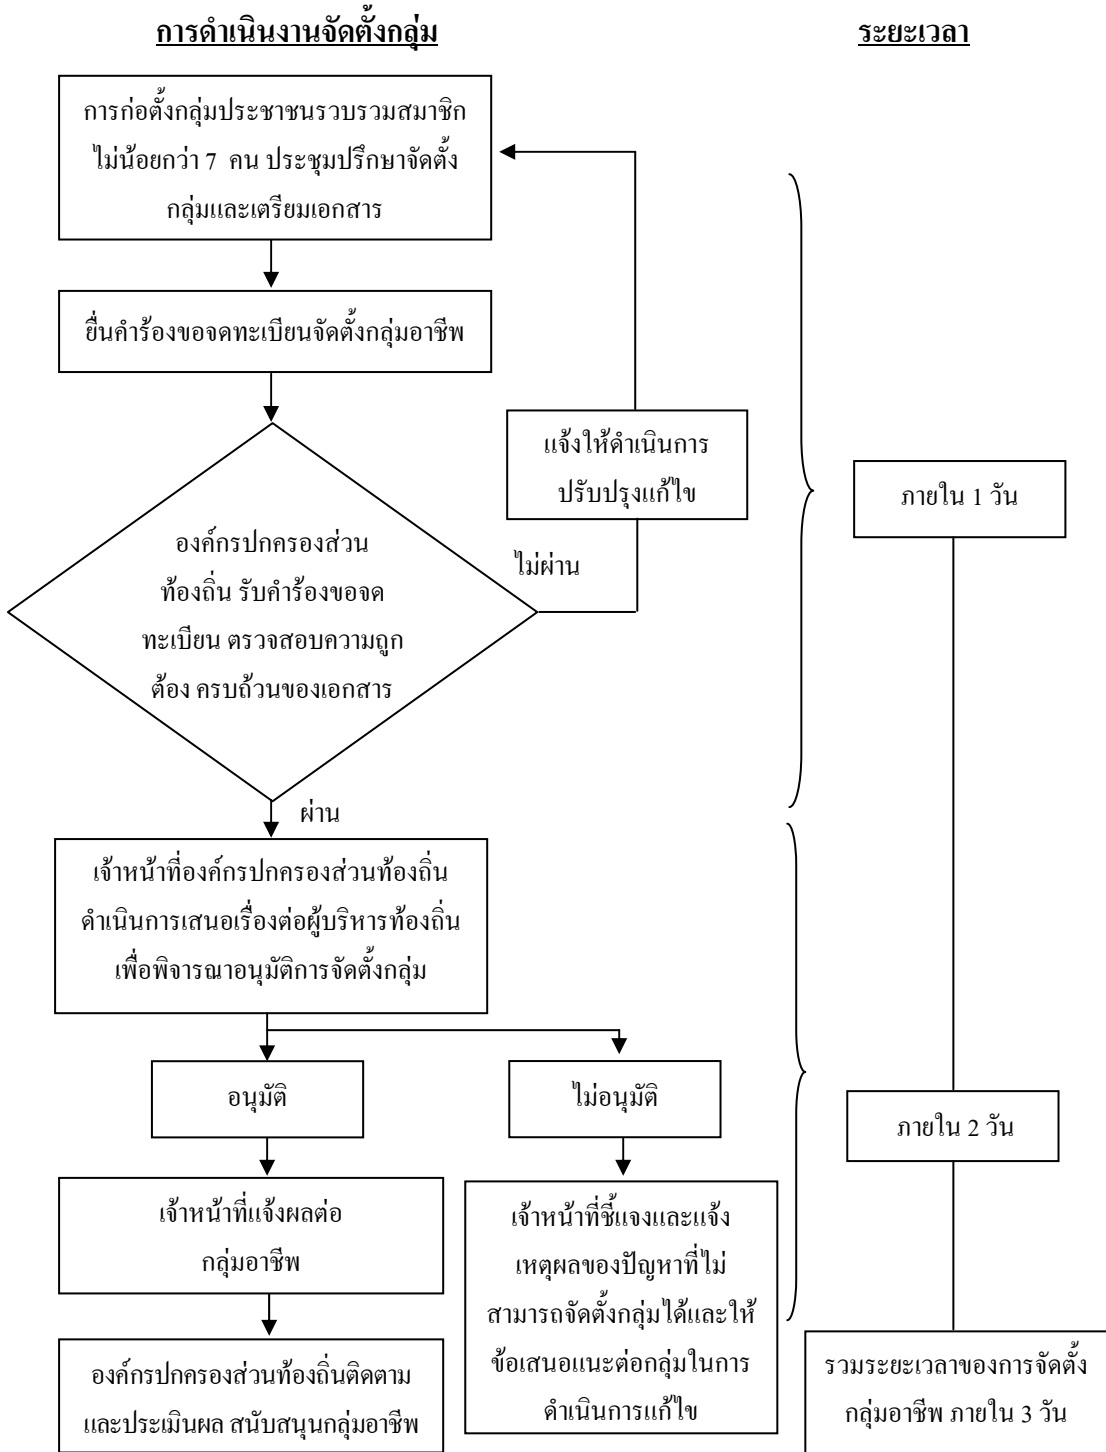 การดำเนินงานจัดตั้งกลุ่ม
ระยะเวลา
การก่อตั้งกลุ่มประชาชนรวบรวมสมาชิก
ไม่น้อยกว่า 7 คน ประชุมปรึกษาจัดตั้ง
กลุ่มและเตรียมเอกสาร
ยื่นคำร้องขอจดทะเบียนจัดตั้งกลุ่มอาชีพ
แจ้งให้ดำเนินการ
ปรับปรุงแก้ไข
ภายใน 1 วัน
องค์กรปกครองส่วน
ท้องถิ่น รับคำร้องขอจด
ทะเบียน ตรวจสอบความถูก
ต้อง ครบถ้วนของเอกสาร
ไม่ผ่าน
ผ่าน
เจ้าหน้าที่องค์กรปกครองส่วนท้องถิ่น
ดำเนินการเสนอเรื่องต่อผู้บริหารท้องถิ่น
เพื่อพิจารณาอนุมัติการจัดตั้งกลุ่ม
อนุมัติ
ไม่อนุมัติ
ภายใน 2 วัน
เจ้าหน้าที่แจ้งผลต่อ
กลุ่มอาชีพ
เจ้าหน้าที่ชี้แจงและแจ้ง
เหตุผลของปัญหาที่ไม่
สามารถจัดตั้งกลุ่มได้และให้
ข้อเสนอแนะต่อกลุ่มในการ
ดำเนินการแก้ไข
องค์กรปกครองส่วนท้องถิ่นติดตาม
และประเมินผล สนับสนุนกลุ่มอาชีพ
รวมระยะเวลาของการจัดตั้ง
กลุ่มอาชีพ ภายใน 3 วัน